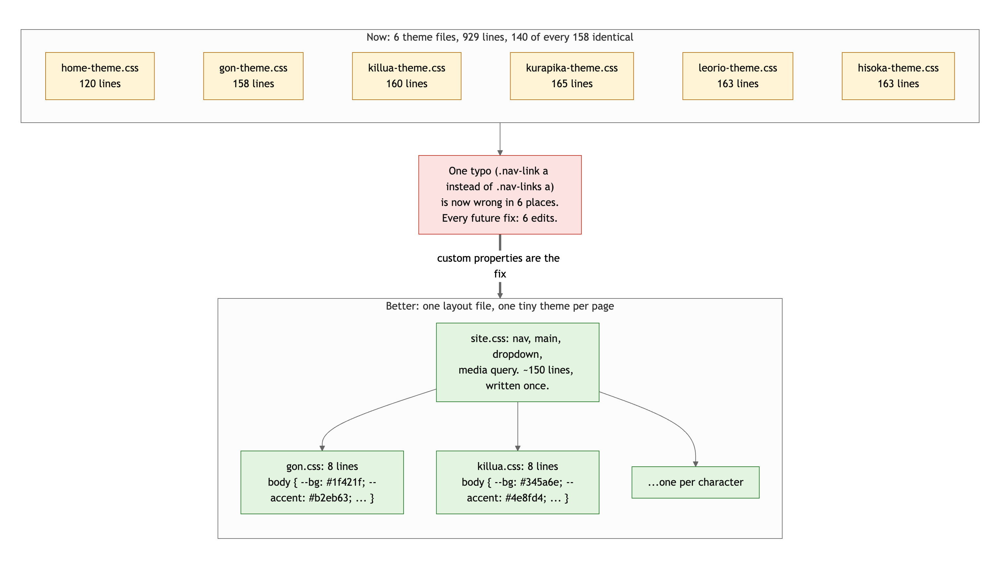 Now: 6 theme files, 929 lines, 140 of every 158 identical
home-theme.css
120 lines
gon-theme.css
158 lines
killua-theme.css
160 lines
kurapika-theme.css
165 lines
leorio-theme.css
163 lines
hisoka-theme.css
163 lines
One typo (.nav-link a
instead of .nav-links a)
is now wrong in 6 places.
Every future fix: 6 edits.
custom properties are the
fix
Better: one layout file, one tiny theme per page
site.css: nav, main,
dropdown,
media query. ~150 lines,
written once.
gon.css: 8 lines
body { --bg: #1f421f; --
accent: #b2eb63; ... }
killua.css: 8 lines
body { --bg: #345a6e; --
accent: #4e8fd4; ... }
...one per character